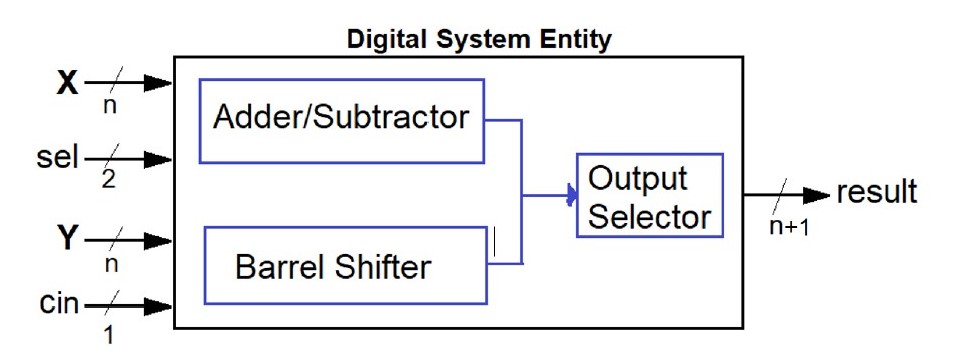 Digital System Entity
X
n
sel
2
Y
n
cin
1
Adder/Subtractor
Barrel Shifter
Output
Selector
result
n+1